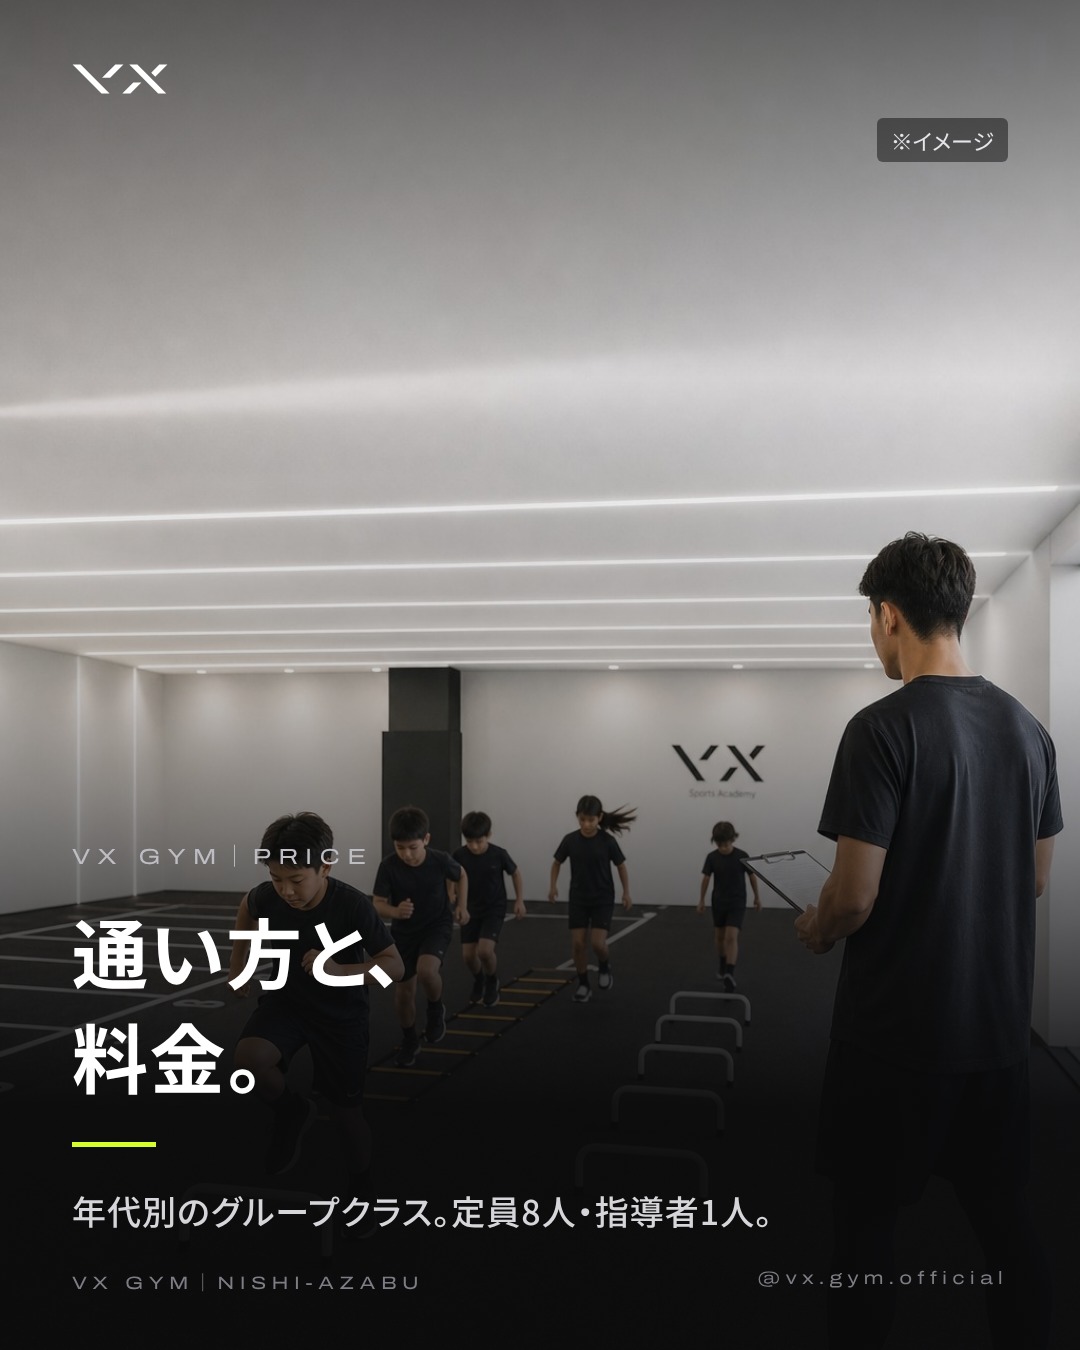 VX
※イメージ
VX
Sports Academy
VX GYM | PRICE
通い方と、
料金。
年代別のグループクラス。定員8人・指導者1人。
VX GYM | NISHI-AZABU
@vx.gym.official